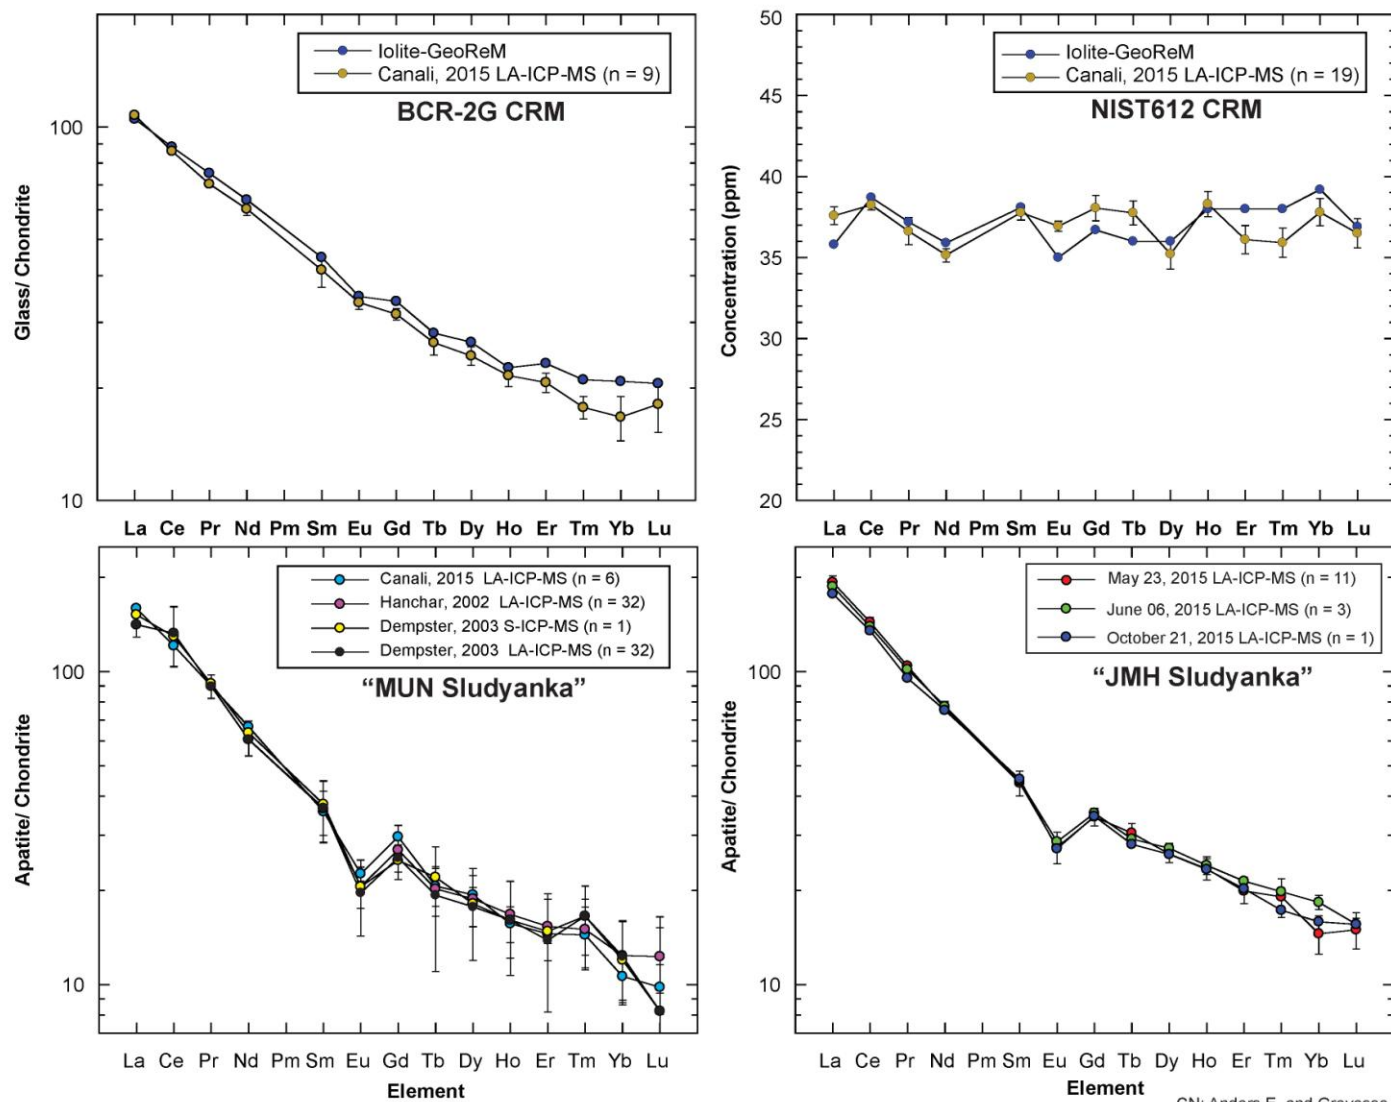 Iolite-GeoReM
Canali, 2015 LA-ICP-MS (n = 9)
BCR-2G CRM
100
10
Glass/ Chondrite
La Ce Pr Nd Pm Sm Eu Gd Tb Dy Ho Er Tm Yb Lu
Iolite-GeoReM
Canali, 2015 LA-ICP-MS (n = 19)
NIST612 CRM
50
45
40
35
30
25
20
Concentration (ppm)
La Ce Pr Nd Pm Sm Eu Gd Tb Dy Ho Er Tm Yb Lu
Canali, 2015 LA-ICP-MS (n = 6)
Hanchar, 2002 LA-ICP-MS (n = 32)
Dempster, 2003 S-ICP-MS (n = 1)
Dempster, 2003 LA-ICP-MS (n = 32)
“MUN Sludyanka”
100
10
Apatite/ Chondrite
La Ce Pr Nd Pm Sm Eu Gd Tb Dy Ho Er Tm Yb Lu
Element
May 23, 2015 LA-ICP-MS (n = 11)
June 06, 2015 LA-ICP-MS (n = 3)
October 21, 2015 LA-ICP-MS (n = 1)
“JMH Sludyanka”
100
10
Apatite/ Chondrite
La Ce Pr Nd Pm Sm Eu Gd Tb Dy Ho Er Tm Yb Lu
Element